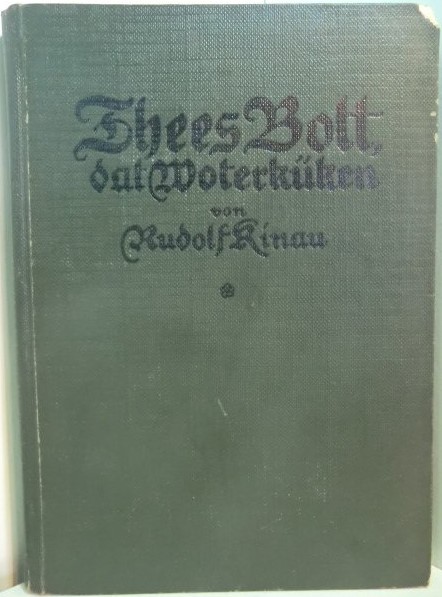 Thees Bott,
dat Woterküken
von
Rudolf Kinau